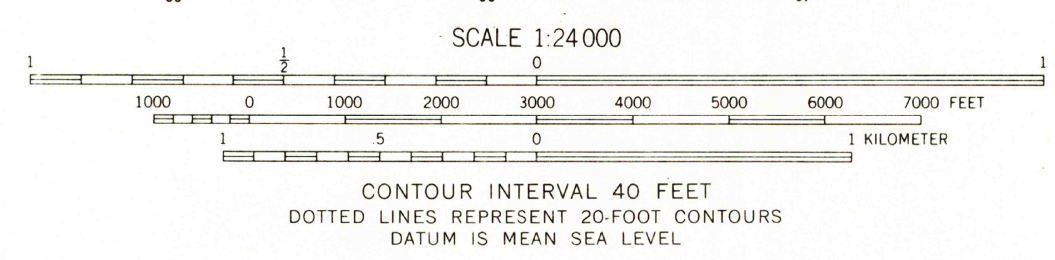 SCALE 1:24 000
1 1/2 0 1
1000 0 1000 2000 3000 4000 5000 6000 7000 FEET
1 .5 0 1 KILOMETER
CONTOUR INTERVAL 40 FEET
DOTTED LINES REPRESENT 20-FOOT CONTOURS
DATUM IS MEAN SEA LEVEL